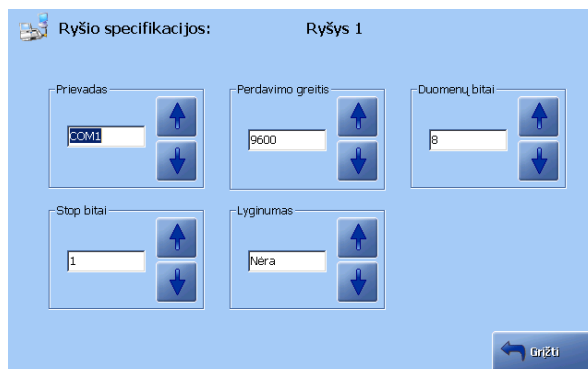 Ryšio specifikacijos: Ryšys 1
Prievadas Perdavimo greitis Duomenų bitai
COM1 9600 8
Stop bitai Lyginumas
1 Nėra
Grįžti